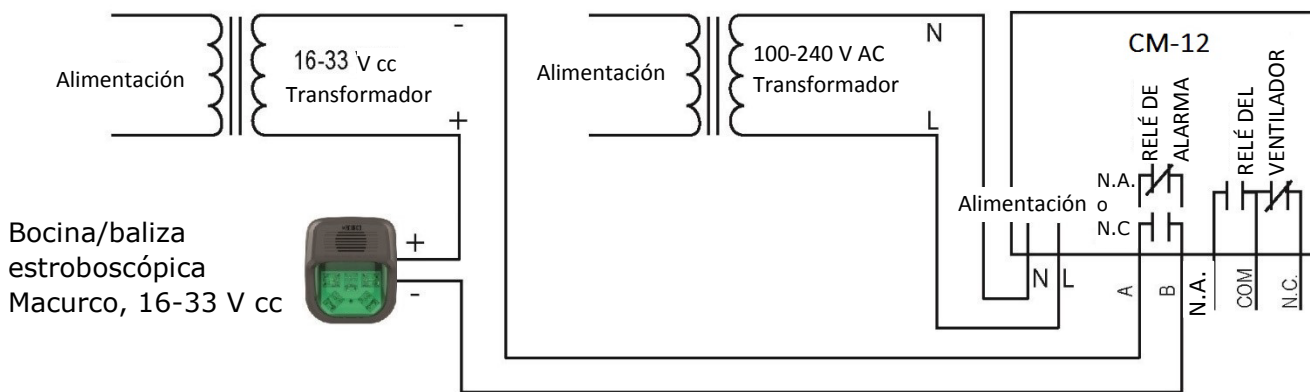 Alimentación
-
16-33 V cc
Transformador
+
Alimentación
N
100-240 V AC
Transformador
L
CM-12
RELÉ DE
ALARMA
RELÉ DEL
VENTILADOR
N.A.
o
N.C
Alimentación
N L
A
B
N.A.
COM
N.C.
Bocina/baliza
estroboscópica
Macurco, 16-33 V cc
+
-